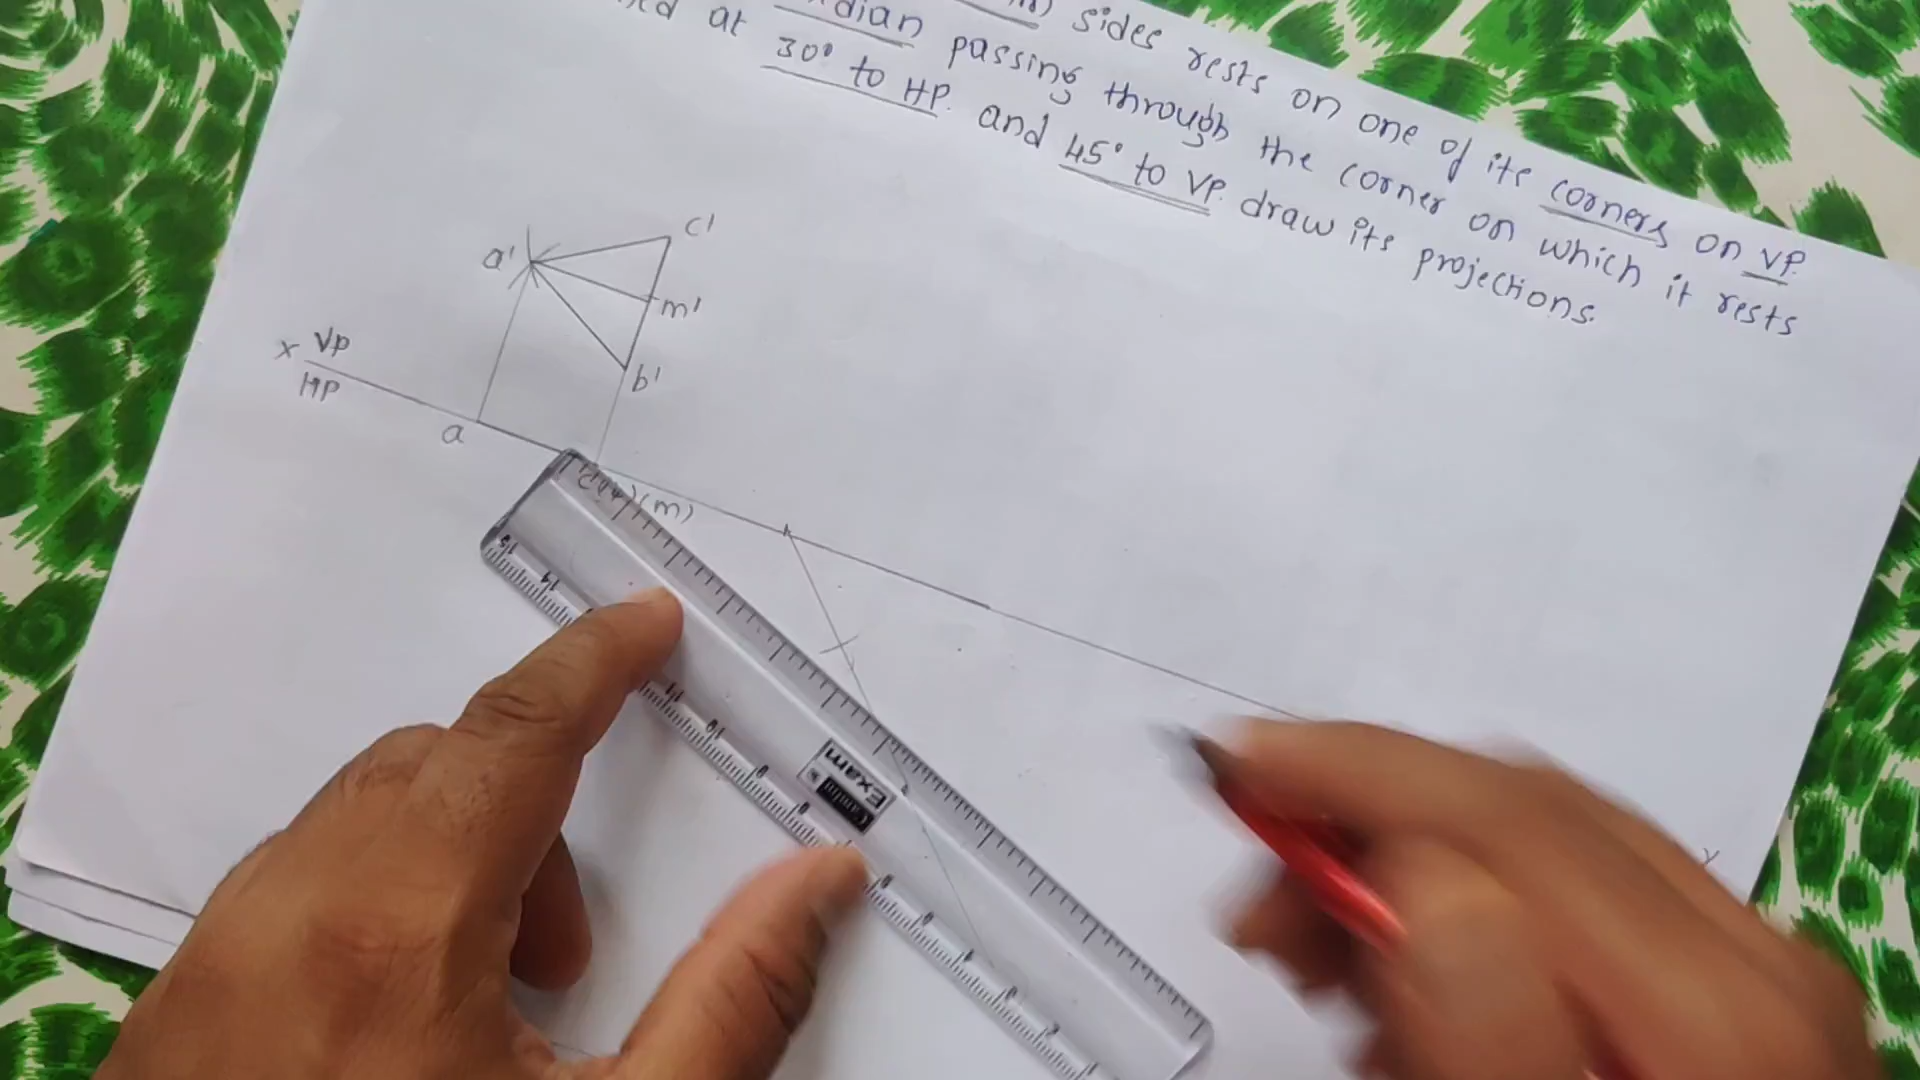 sides rests on one of its corners on VP.
at dian passing through the corner on which it rests
30° to HP. and 45° to VP. draw its projections.
c'
a'
m'
b'
X VP
HP
a
(m)
Y
Exam